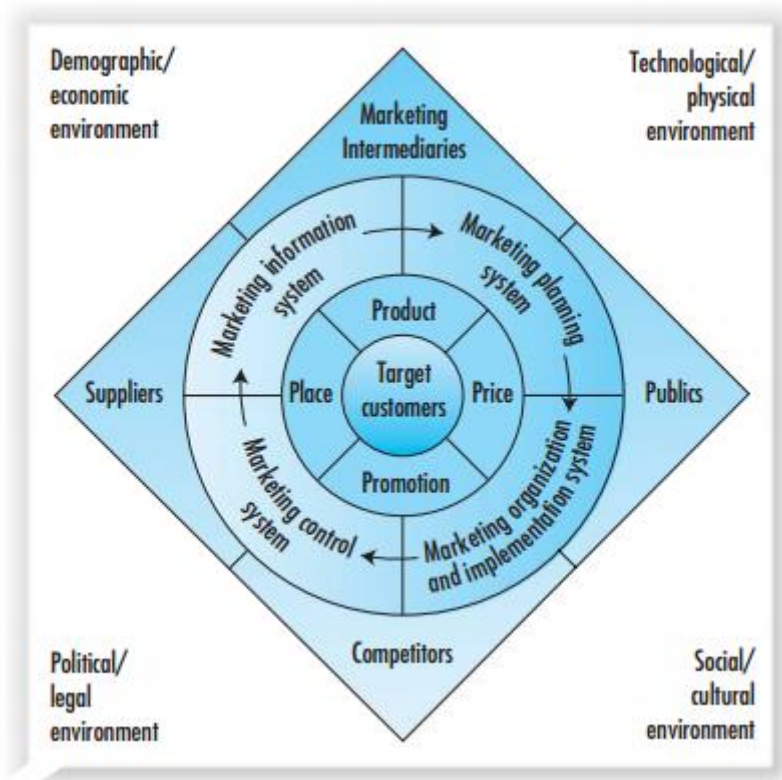 Demographic/
economic
environment
Technological/
physical
environment
Marketing
Intermediaries
Marketing information
system
Marketing planning
system
Product
Suppliers
Place
Target
customers
Price
Publics
Promotion
Marketing control
system
Marketing organization
and implementation system
Competitors
Political/
legal
environment
Social/
cultural
environment